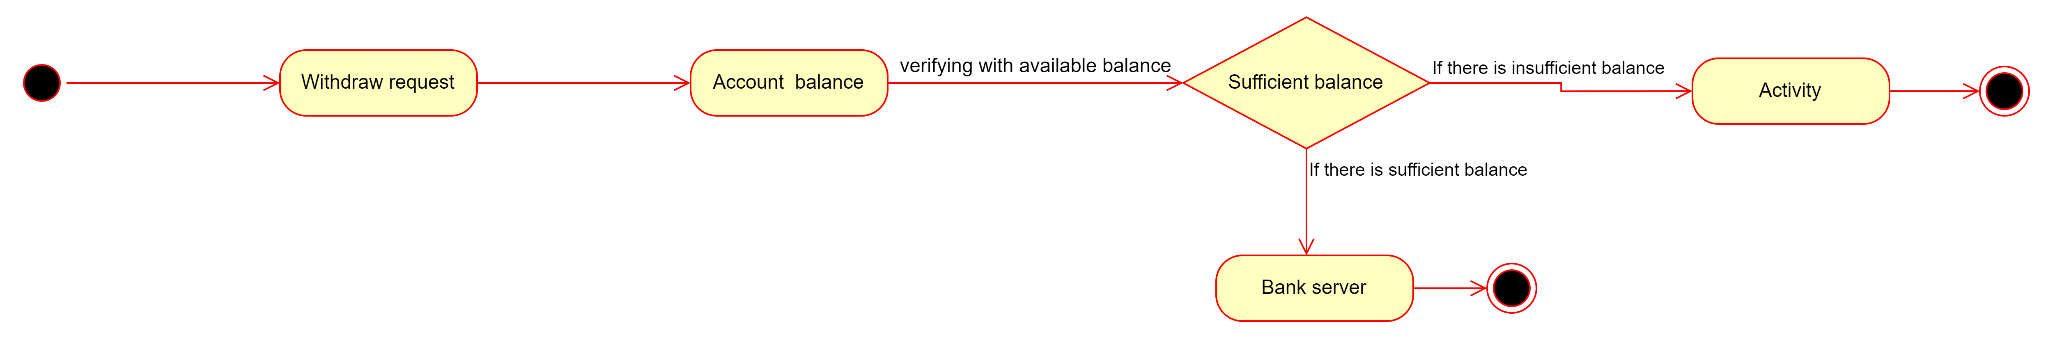 Withdraw request
Account  balance
verifying with available balance
Sufficient balance
If there is insufficient balance
Activity
If there is sufficient balance
Bank server